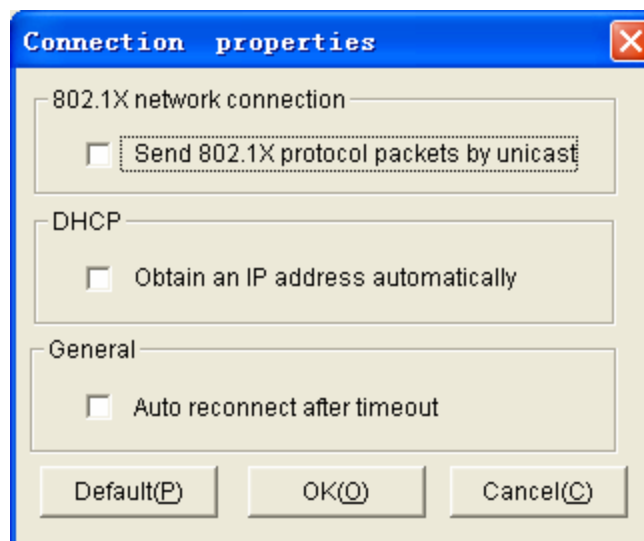 Connection properties
802.1X network connection
Send 802.1X protocol packets by unicast
DHCP
Obtain an IP address automatically
General
Auto reconnect after timeout
Default(P) OK(O) Cancel(C)